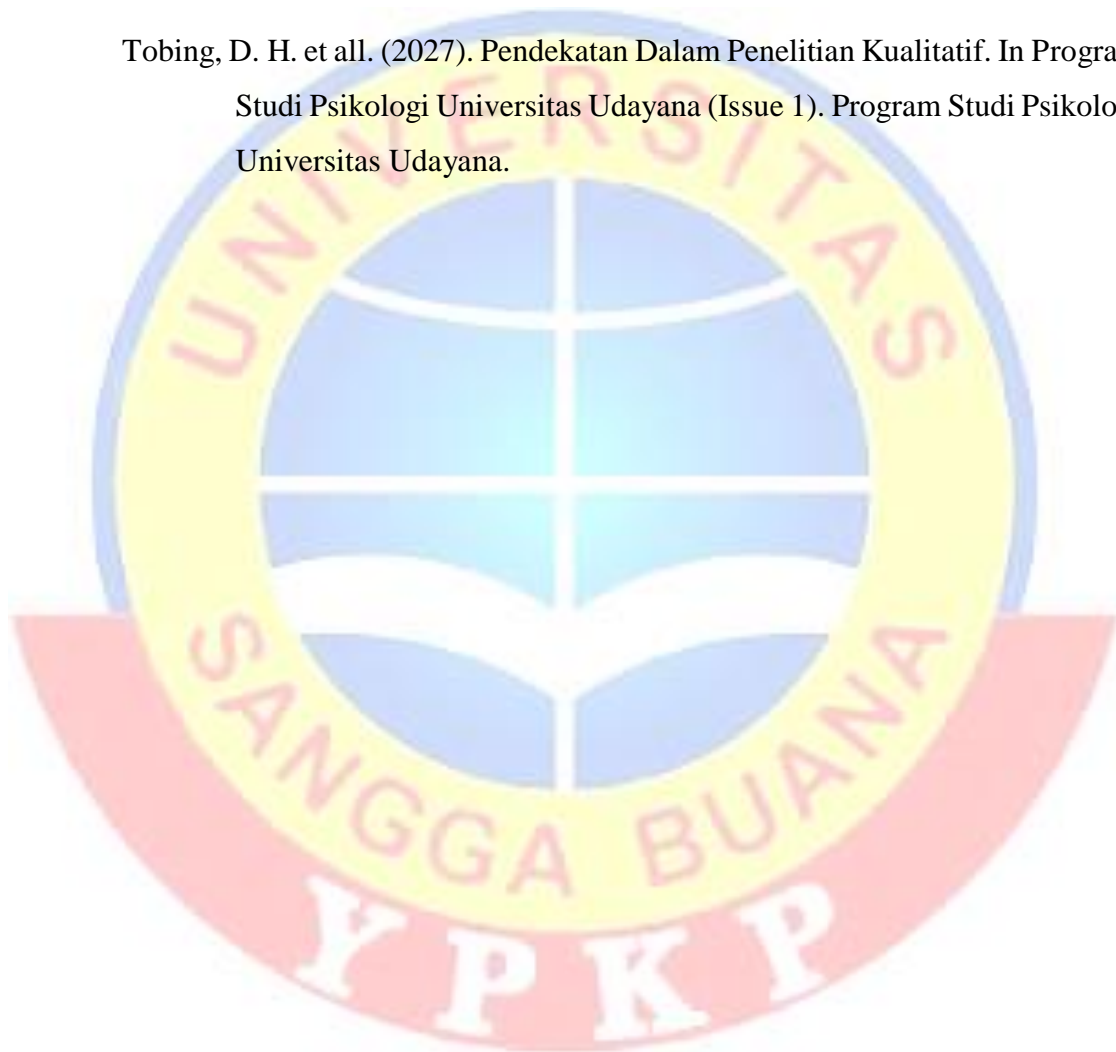 Tobing, D. H. et all. (2027). Pendekatan Dalam Penelitian Kualitatif. In Progra
Studi Psikologi Universitas Udayana (Issue 1). Program Studi Psikolo
Universitas Udayana.
UNIVERSITAS
SANGGA BUANA
YPKP